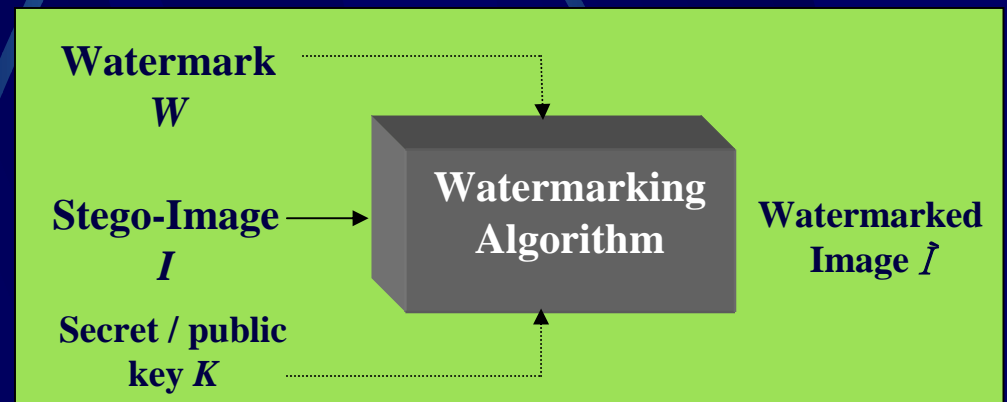 Watermark
W
Stego-Image
I
Secret / public
key K
Watermarking
Algorithm
Watermarked
Image Ĩ